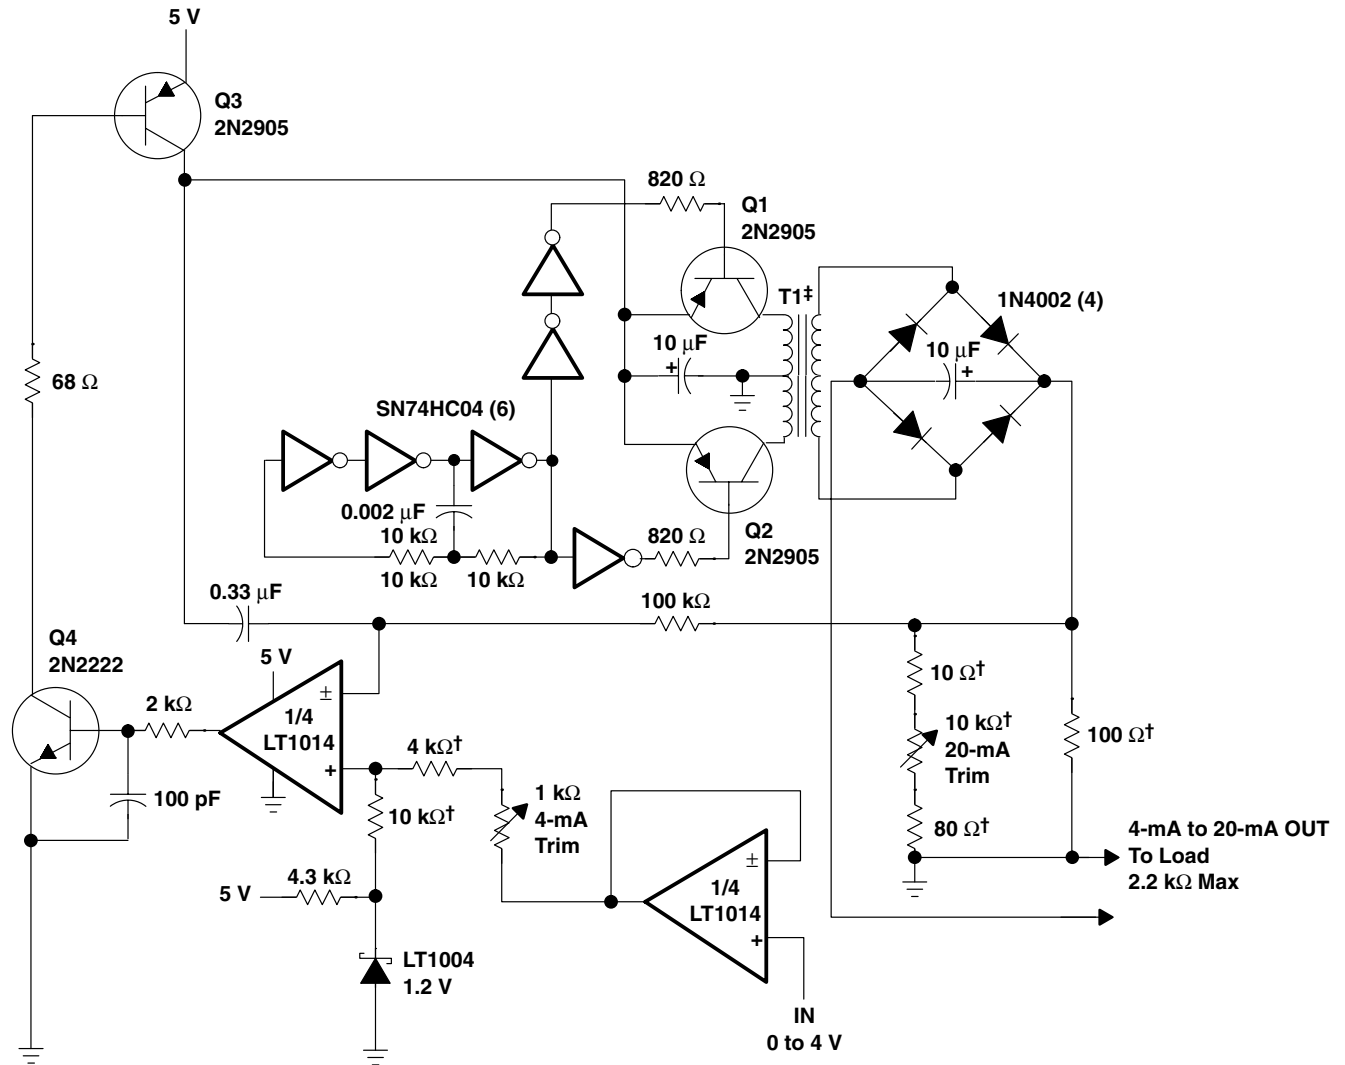 5 V
Q3
2N2905
820 Ω
Q1
2N2905
T1‡
1N4002 (4)
10 μF
+
10 μF
+
68 Ω
SN74HC04 (6)
0.002 μF
10 kΩ
10 kΩ
10 kΩ
820 Ω
Q2
2N2905
0.33 μF
100 kΩ
Q4
2N2222
5 V
2 kΩ
±
1/4
LT1014
+
4 kΩ†
10 Ω†
10 kΩ†
20-mA
Trim
100 Ω†
100 pF
10 kΩ†
1 kΩ
4-mA
Trim
80 Ω†
4-mA to 20-mA OUT
To Load
2.2 kΩ Max
±
1/4
LT1014
+
5 V
4.3 kΩ
LT1004
1.2 V
IN
0 to 4 V